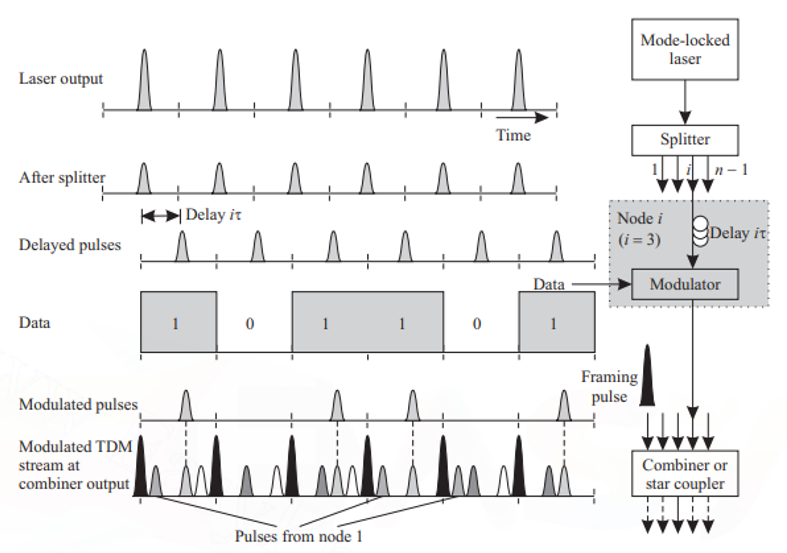 Laser output
Time
After splitter
Delay iτ
Delayed pulses
Data
1 0 1 1 0 1
Modulated pulses
Modulated TDM
stream at
combiner output
Pulses from node 1
Mode-locked
laser
Splitter
1 i n – 1
Node i
(i = 3)
Delay iτ
Data
Modulator
Framing
pulse
Combiner or
star coupler